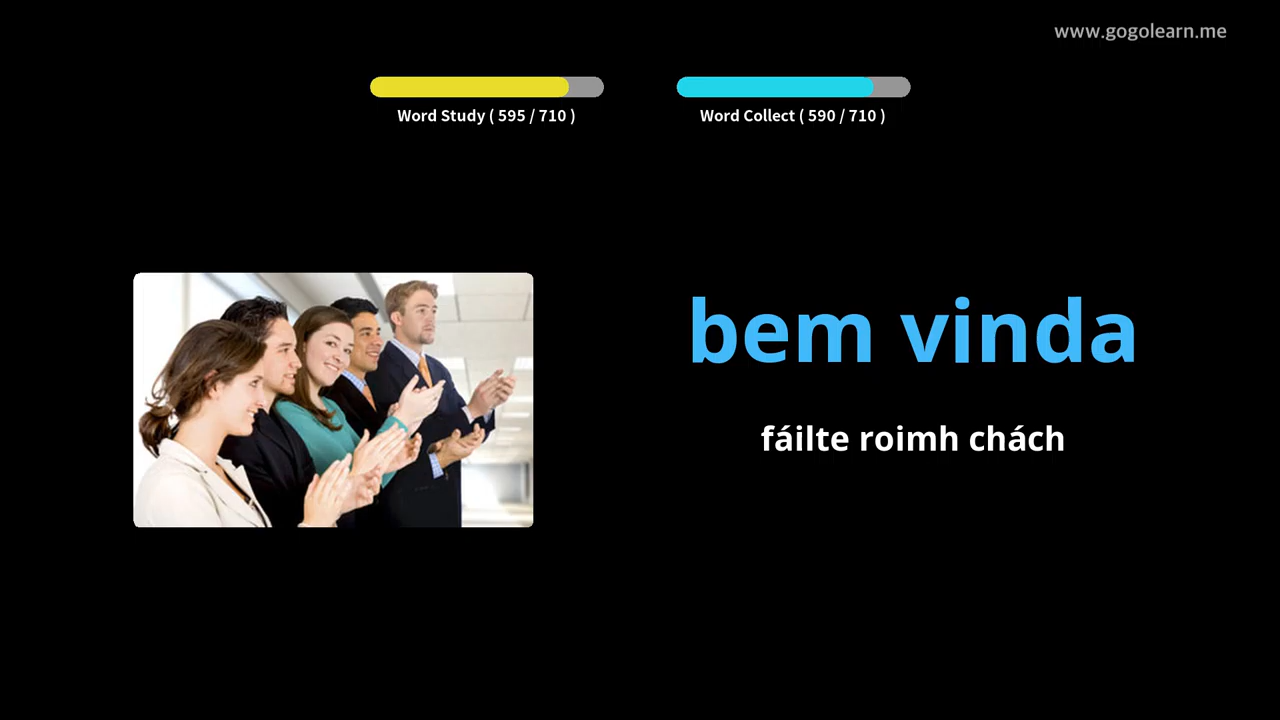 www.gogolearn.me
Word Study ( 595 / 710 )
Word Collect ( 590 / 710 )
bem vinda
fáilte roimh chách